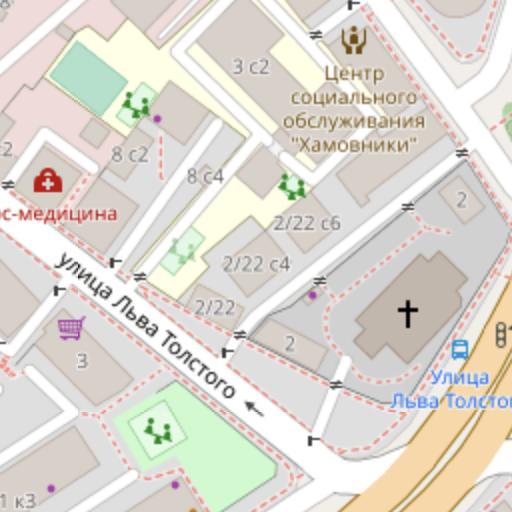 3 с2
Центр
социального
обслуживания
"Хамовники"
8 с2
8 с4
2
2
с-медицина
2/22 с6
2/22 с4
2/22
улица Льва Толстого
2
3
Улица
Льва Толсто
1 к3